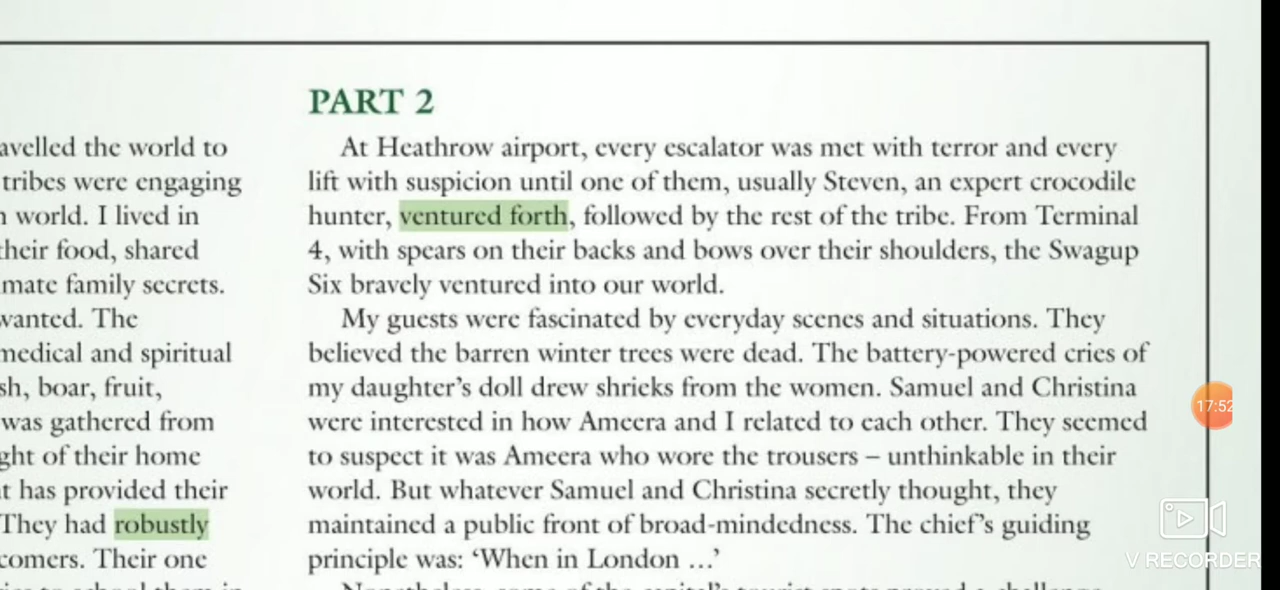 avelled the world to
tribes were engaging
world. I lived in
their food, shared
mate family secrets.
wanted. The
medical and spiritual
sh, boar, fruit,
was gathered from
ght of their home
t has provided their
They had robustly
comers. Their one
PART 2
At Heathrow airport, every escalator was met with terror and every
lift with suspicion until one of them, usually Steven, an expert crocodile
hunter, ventured forth, followed by the rest of the tribe. From Terminal
4, with spears on their backs and bows over their shoulders, the Swagup
Six bravely ventured into our world.
My guests were fascinated by everyday scenes and situations. They
believed the barren winter trees were dead. The battery-powered cries of
my daughter's doll drew shrieks from the women. Samuel and Christina
were interested in how Ameera and I related to each other. They seemed
to suspect it was Ameera who wore the trousers – unthinkable in their
world. But whatever Samuel and Christina secretly thought, they
maintained a public front of broad-mindedness. The chief's guiding
principle was: ‘When in London ...’
17:52
V RECORDER